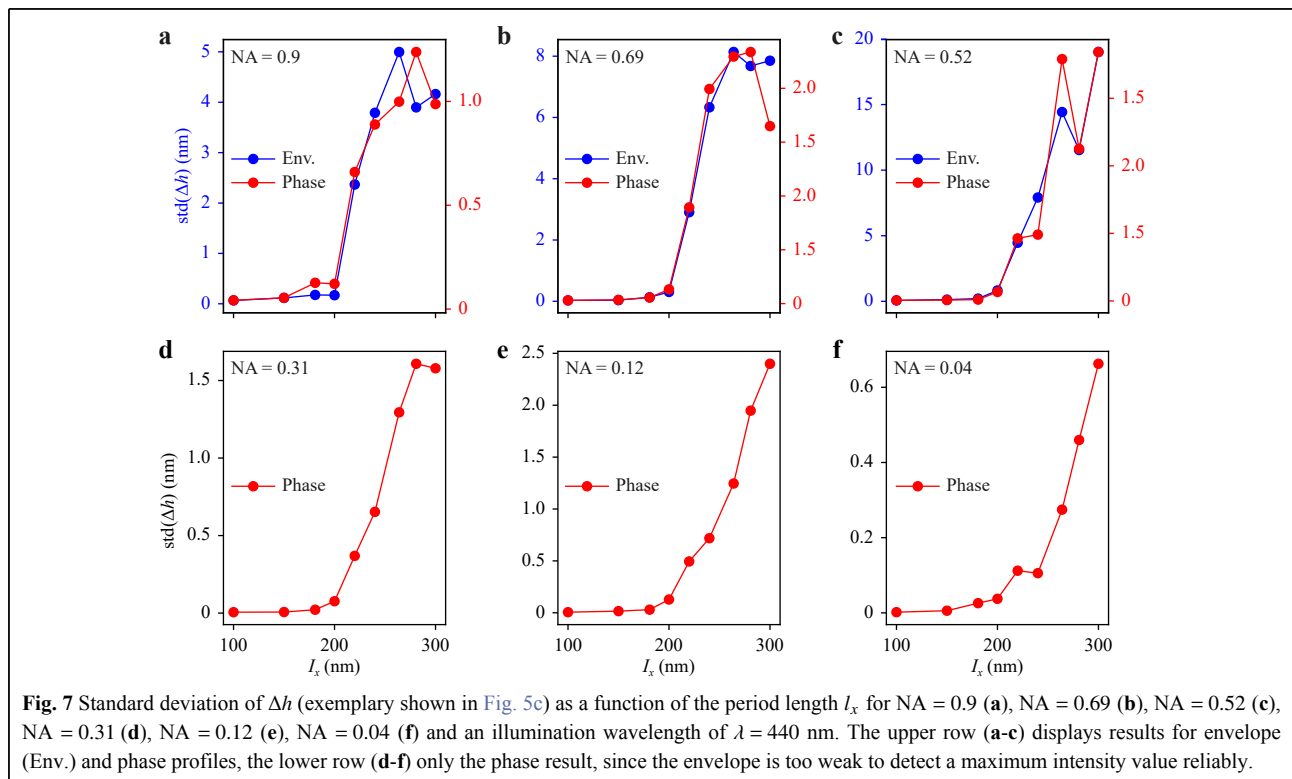 a
b
c
NA = 0.9
NA = 0.69
NA = 0.52
std(Δh) (nm)
5
4
3
2
1
0
Env.
Phase
1.0
0.5
0
8
6
4
2
0
Env.
Phase
2.0
1.5
2.0
1.5
0
20
15
10
5
0
Env.
Phase
1.5
2.0
1.5
0
d
e
f
NA = 0.31
NA = 0.12
NA = 0.04
std(Δh) (nm)
1.5
1.0
0.5
0
Phase
100 200 300
I_x (nm)
2.5
2.0
1.5
1.0
0.5
0
Phase
100 200 300
I_x (nm)
0.6
0.4
0.2
0
Phase
100 200 300
I_x (nm)
Fig. 7 Standard deviation of Δh (exemplary shown in Fig. 5c) as a function of the period length l_x for NA = 0.9 (a), NA = 0.69 (b), NA = 0.52 (c),
NA = 0.31 (d), NA = 0.12 (e), NA = 0.04 (f) and an illumination wavelength of λ = 440 nm. The upper row (a-c) displays results for envelope
(Env.) and phase profiles, the lower row (d-f) only the phase result, since the envelope is too weak to detect a maximum intensity value reliably.